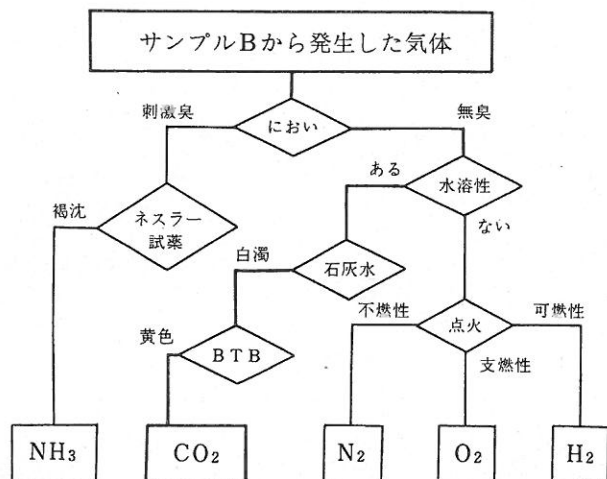 サンプルBから発生した気体
刺激臭
におい
無臭
ある
水溶性
褐沈
ネスラー
試薬
ない
白濁
石灰水
不燃性
点火
可燃性
黄色
BTB
支燃性
NH₃
CO₂
N₂
O₂
H₂